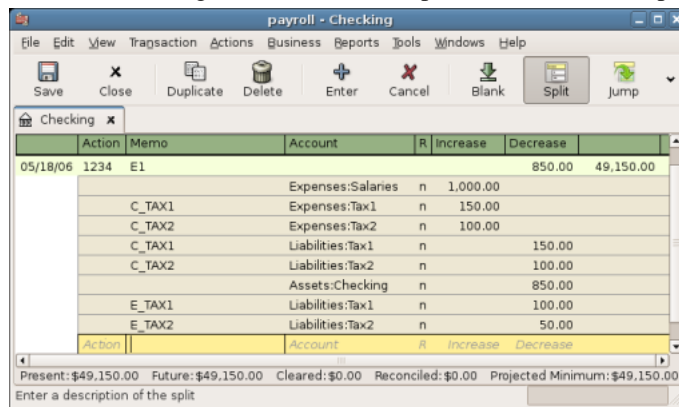 payroll - Checking
File Edit View Transaction Actions Business Reports Tools Windows Help
Save Close Duplicate Delete Enter Cancel Blank Split Jump
Checking
Action Memo Account R Increase Decrease
05/18/06 1234 E1 850.00 49,150.00
Expenses:Salaries n 1,000.00
C_TAX1 Expenses:Tax1 n 150.00
C_TAX2 Expenses:Tax2 n 100.00
C_TAX1 Liabilities:Tax1 n 150.00
C_TAX2 Liabilities:Tax2 n 100.00
Assets:Checking n 850.00
E_TAX1 Liabilities:Tax1 n 100.00
E_TAX2 Liabilities:Tax2 n 50.00
Action Account R Increase Decrease
Present:$49,150.00 Future:$49,150.00 Cleared:$0.00 Reconciled:$0.00 Projected Minimum:$49,150.00
Enter a description of the split